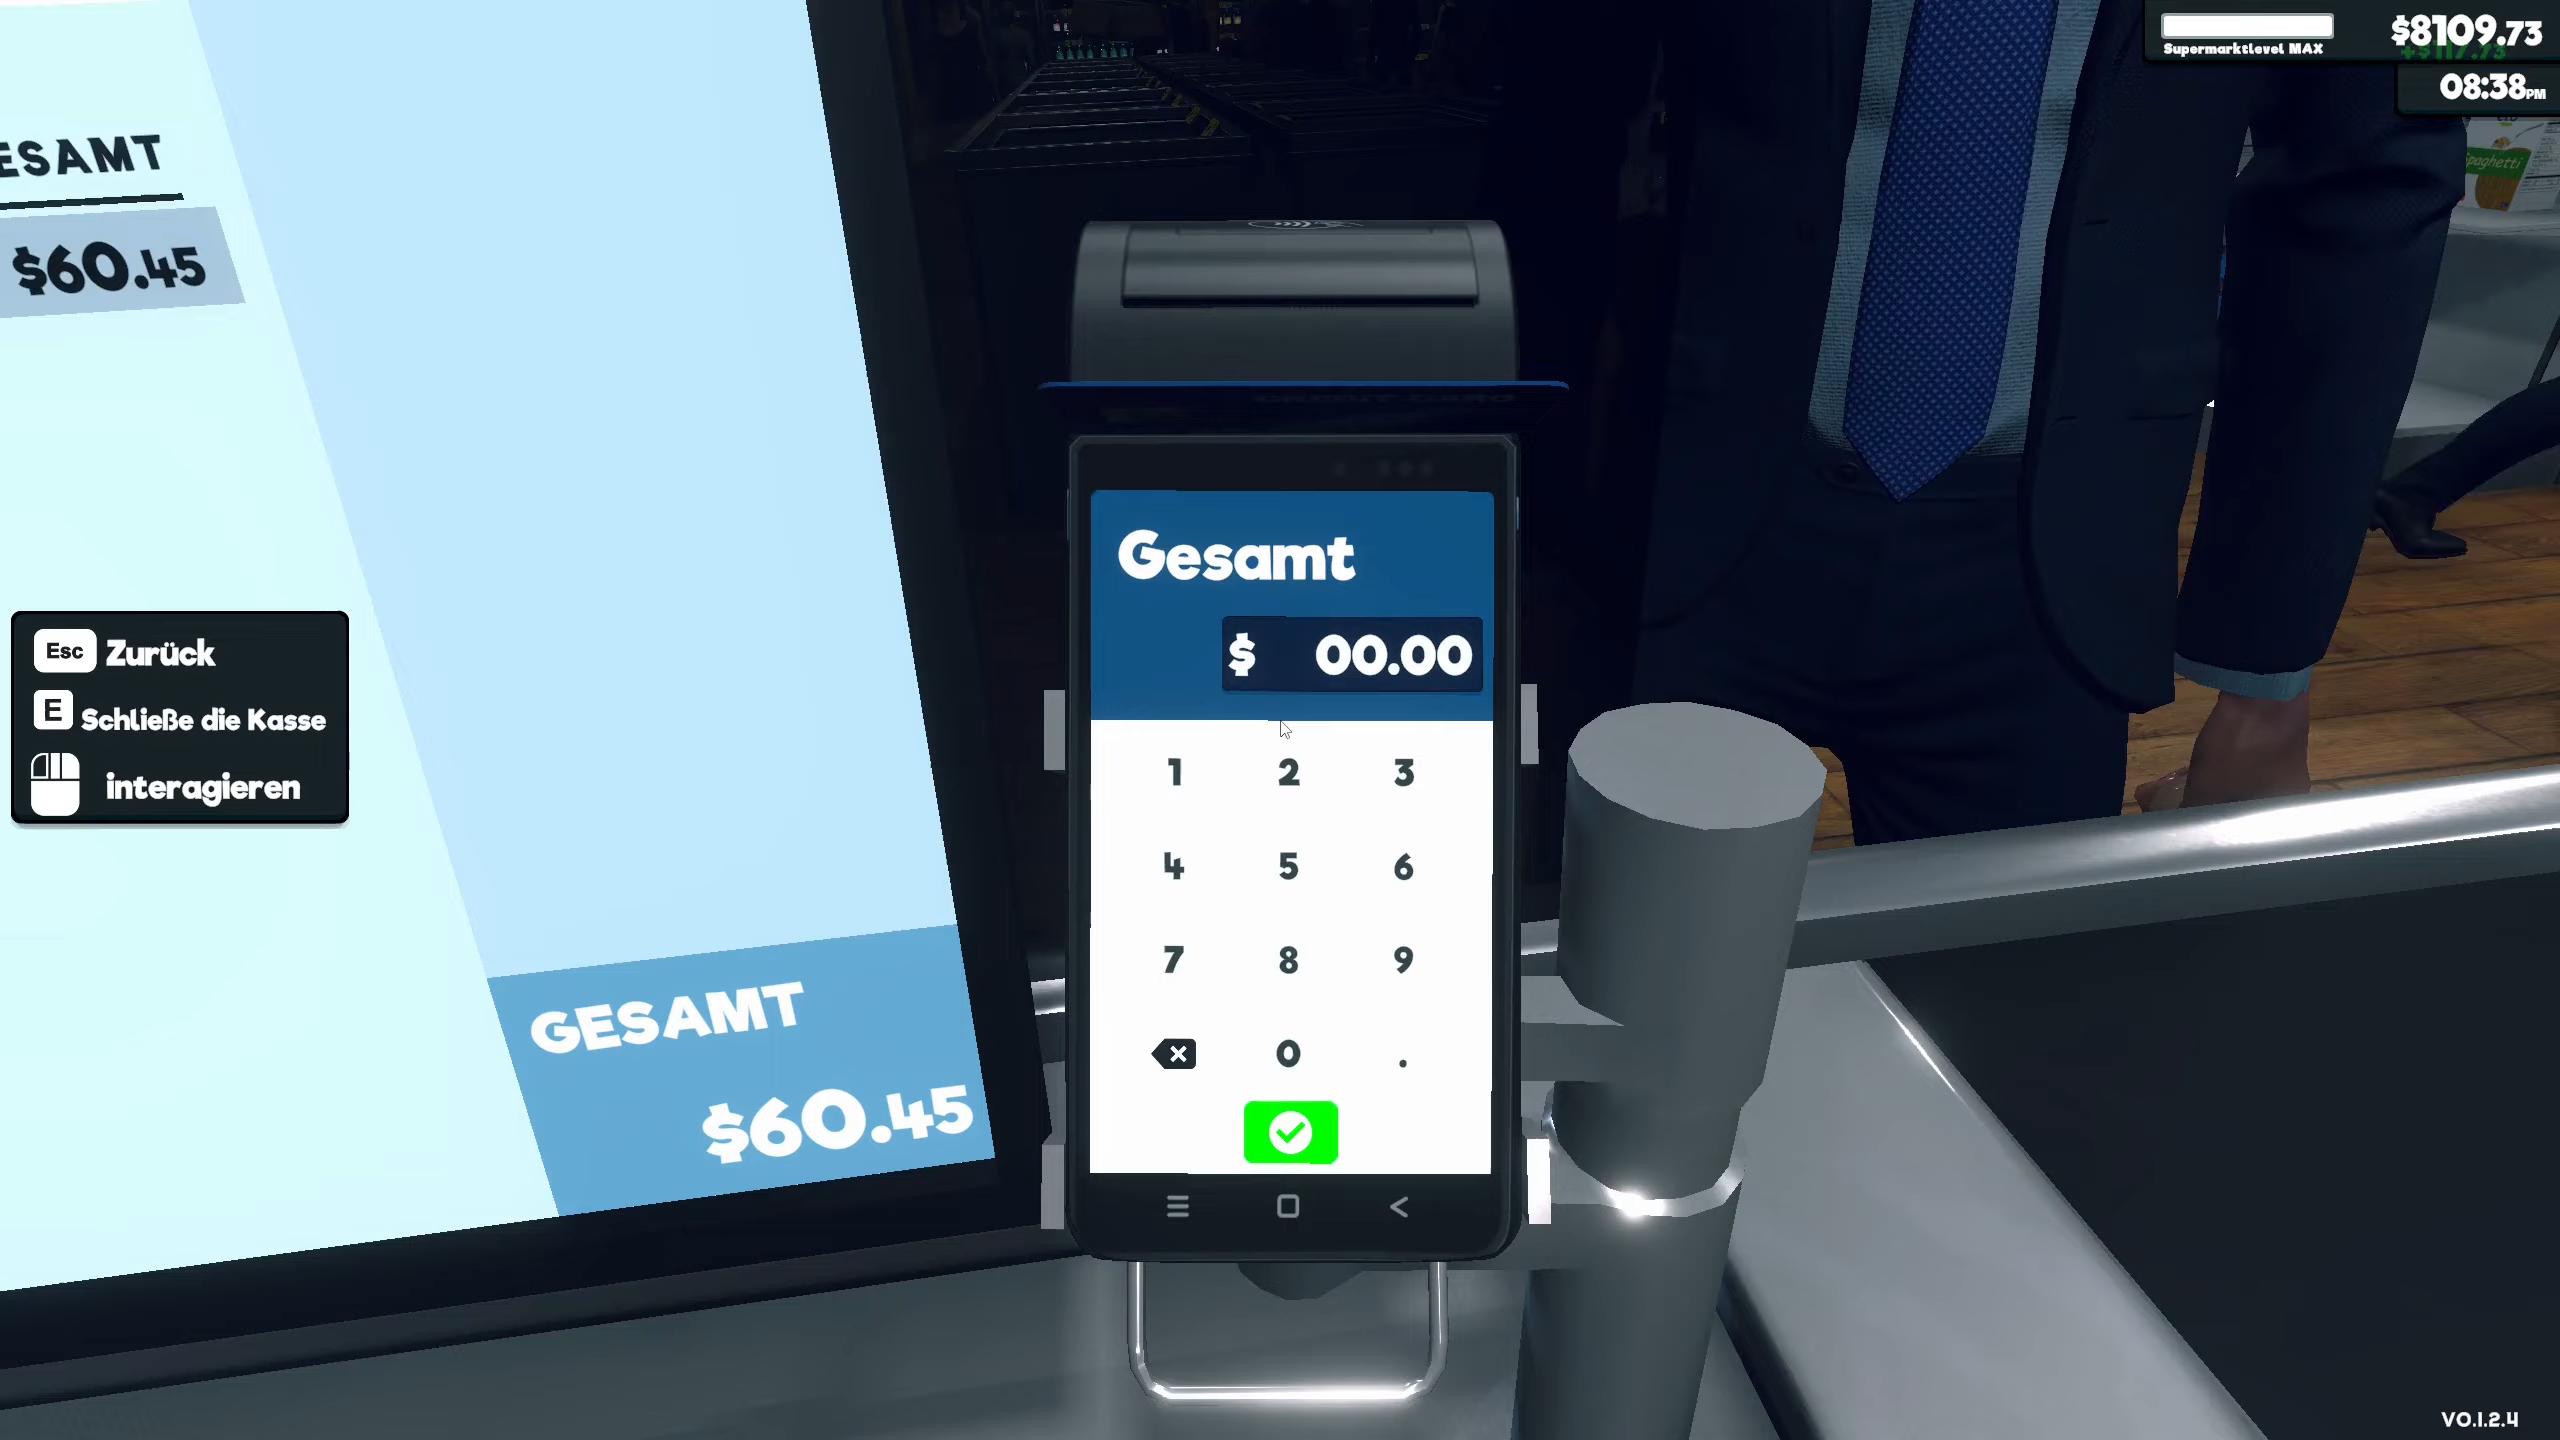 $8109.73
Supermarktlevel MAX
08:38PM
Spaghetti
ESAMT
$60.45
Gesamt
$ 00.00
Esc Zurück
E Schließe die Kasse
interagieren
1 2 3
4 5 6
7 8 9
0 .
GESAMT
$60.45
V0.1.2.4